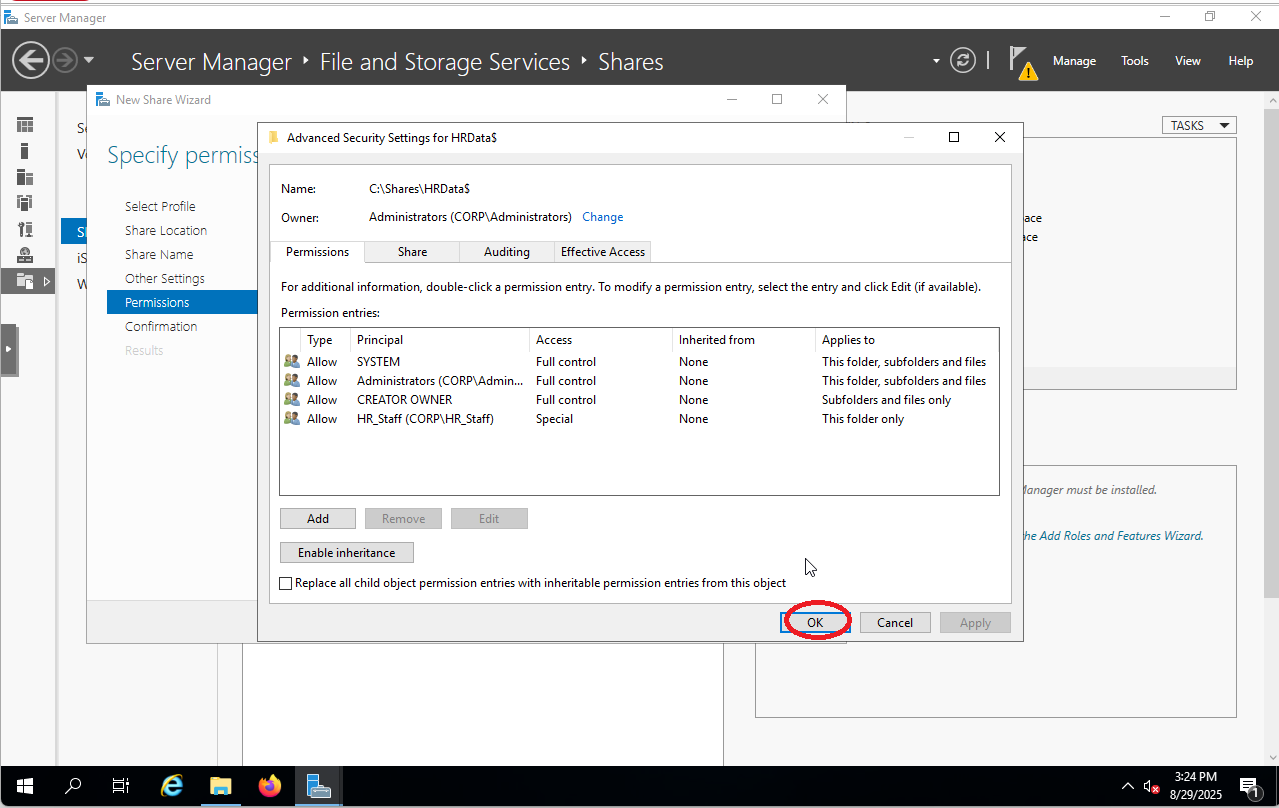 Server Manager
Server Manager ‣ File and Storage Services ‣ Shares
Manage Tools View Help
New Share Wizard
TASKS
Specify permiss
Select Profile
Share Location
Share Name
Other Settings
Permissions
Confirmation
Results
Advanced Security Settings for HRData$
Name: C:\Shares\HRData$
Owner: Administrators (CORP\Administrators) Change
Permissions Share Auditing Effective Access
For additional information, double-click a permission entry. To modify a permission entry, select the entry and click Edit (if available).
Permission entries:
Type Principal Access Inherited from Applies to
Allow SYSTEM Full control None This folder, subfolders and files
Allow Administrators (CORP\Admin... Full control None This folder, subfolders and files
Allow CREATOR OWNER Full control None Subfolders and files only
Allow HR_Staff (CORP\HR_Staff) Special None This folder only
Add Remove Edit
Enable inheritance
Replace all child object permission entries with inheritable permission entries from this object
OK Cancel Apply
ace
ace
Manager must be installed.
he Add Roles and Features Wizard.
3:24 PM
8/29/2025
1